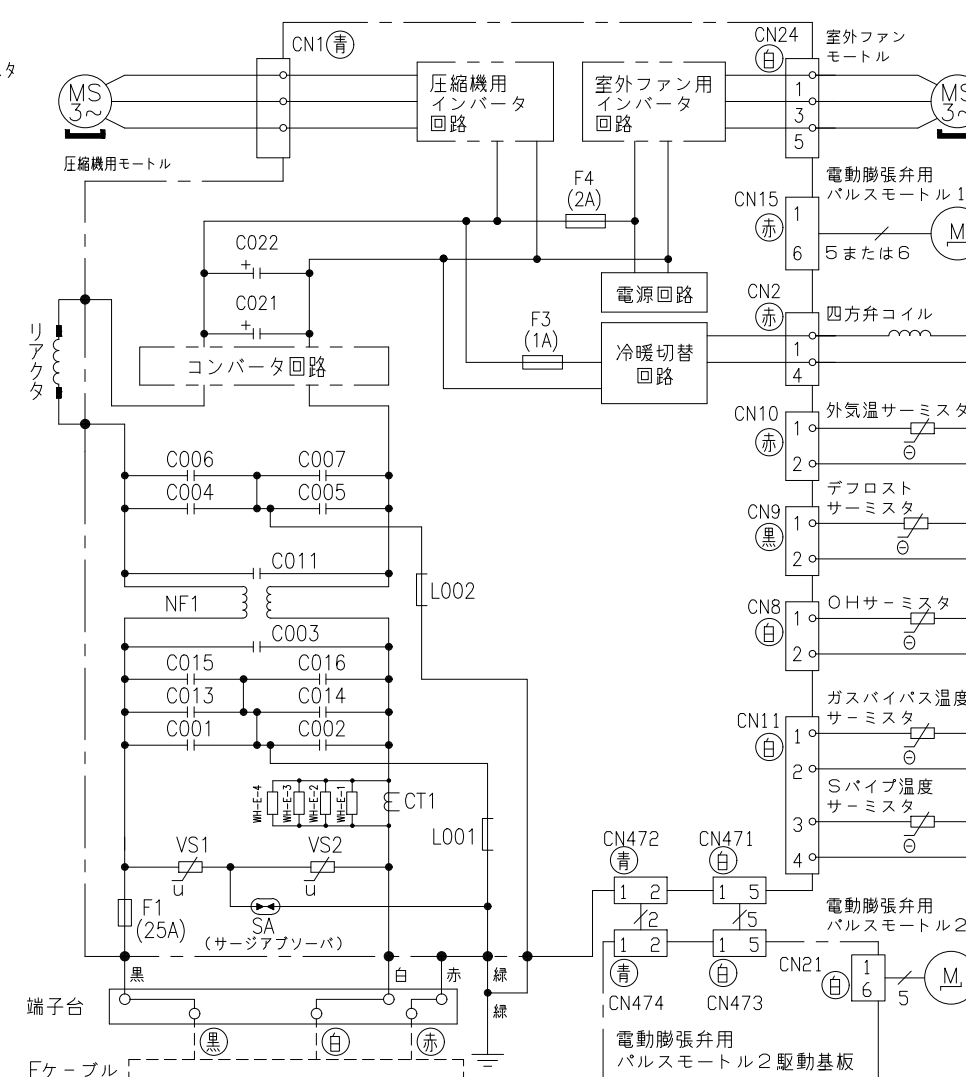 タ
CN1 青
CN24
白
室外ファン
モートル
MS
3~
圧縮機用
インバータ
回路
室外ファン用
インバータ
回路
1
3
5
MS
3~
圧縮機用モートル
F4
(2A)
CN15
赤
1
6
電動膨張弁用
パルスモートル1
5または6
M
C022
+
C021
+
電源回路
CN2
赤
1
4
四方弁コイル
リアクタ
F3
(1A)
冷暖切替
回路
コンバータ回路
CN10
赤
1
2
外気温サーミスタ
C006
C007
C004
C005
CN9
黒
1
2
デフロスト
サーミスタ
C011
L002
NF1
CN8
白
1
2
OHサーミスタ
C003
C015
C016
C013
C014
C001
C002
CN11
白
1
2
3
4
ガスバイパス温度
サーミスタ
Sパイプ温度
サーミスタ
WH-E-4
WH-E-3
WH-E-2
WH-E-1
CT1
L001
VS1
u
VS2
u
CN472
青
1 2
CN471
白
1 5
F1
(25A)
SA
(サージアブソーバ)
2
5
1 2
1 5
青
CN474
白
CN473
電動膨張弁用
パルスモートル2
CN21
白
1
6
5
M
黒
白
赤
緑
緑
端子台
黒
白
赤
電動膨張弁用
パルスモートル2駆動基板
Fケーブル